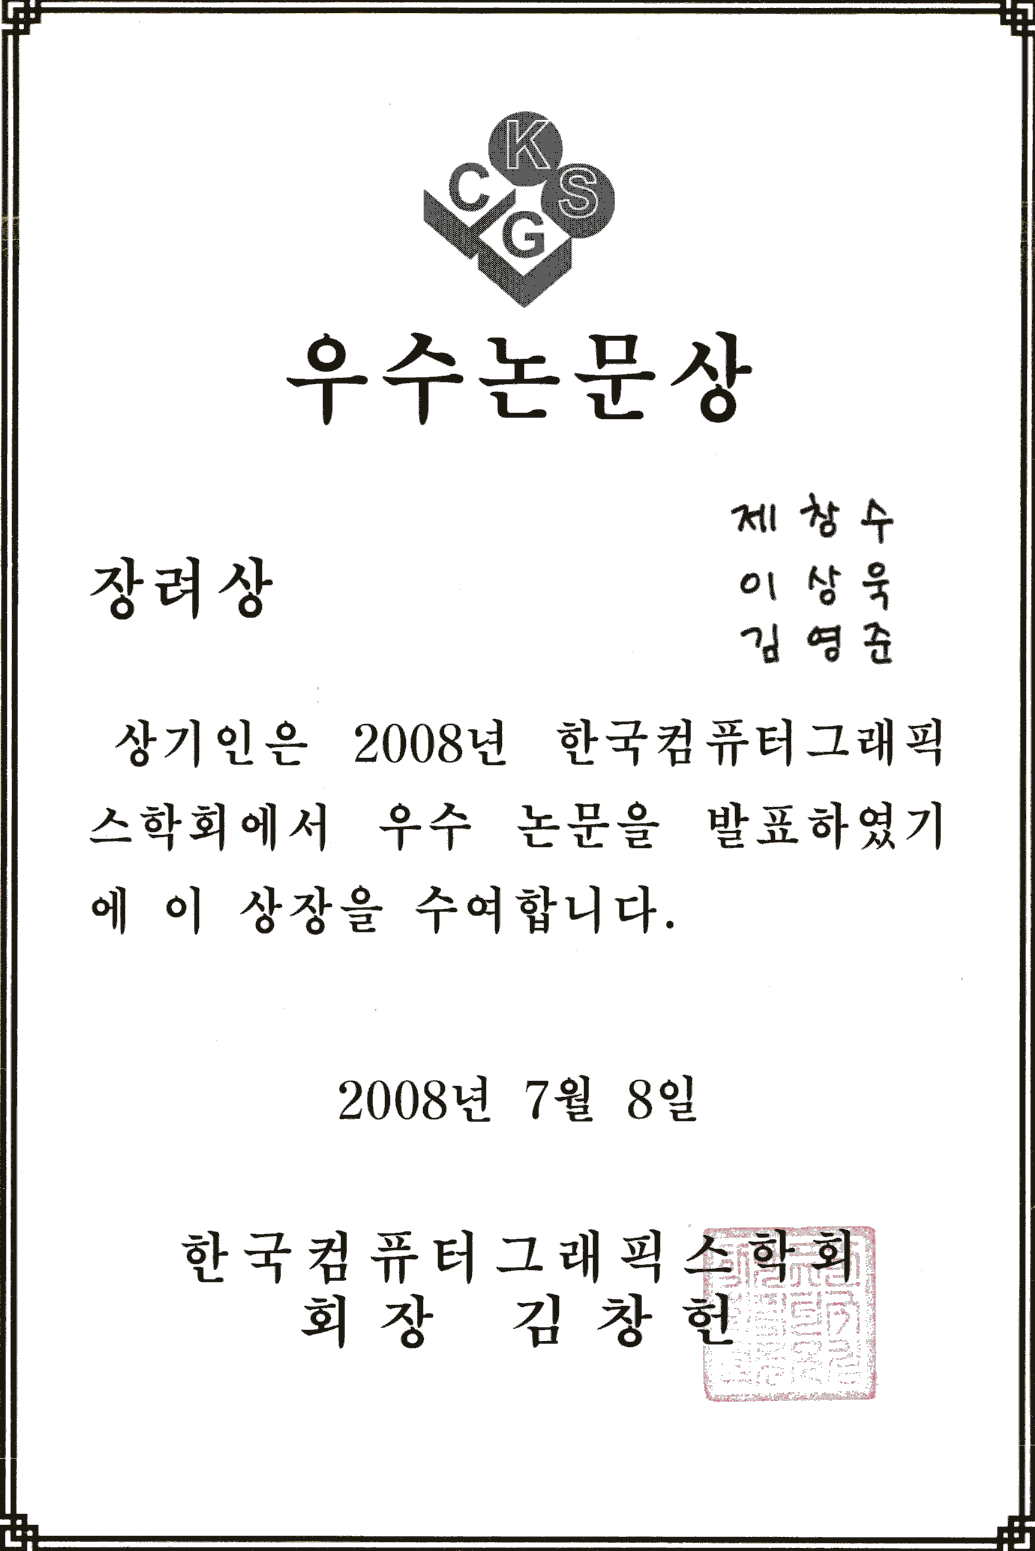 K
C S
G
우수논문상
제창수
장려상
이상욱
김영준
상기인은 2008년 한국컴퓨터그래픽
스학회에서 우수 논문을 발표하였기
에 이 상장을 수여합니다.
2008년 7월 8일
한국컴퓨터그래픽스학회
회장 김창헌